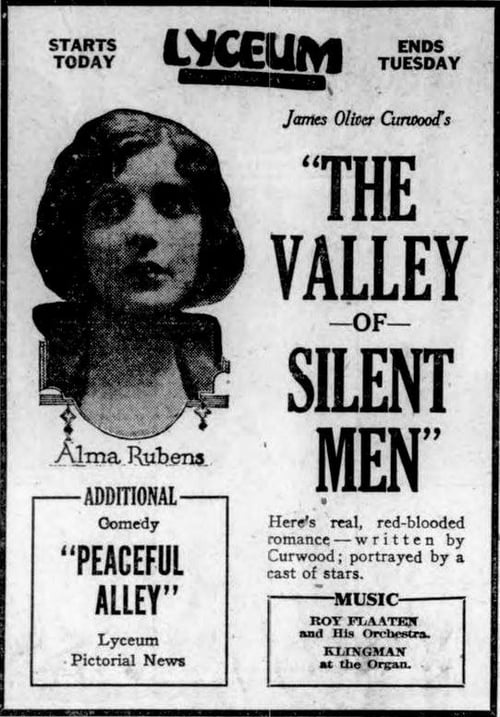 STARTS
TODAY
LYCEUM
ENDS
TUESDAY
James Oliver Curwood's
"THE
VALLEY
—OF—
SILENT
MEN"
Alma Rubens
ADDITIONAL
Comedy
"PEACEFUL
ALLEY"
Lyceum
Pictorial News
Here's real, red-blooded
romance—written by
Curwood; portrayed by a
cast of stars.
MUSIC
ROY FLAATEN
and His Orchestra.
KLINGMAN
at the Organ.